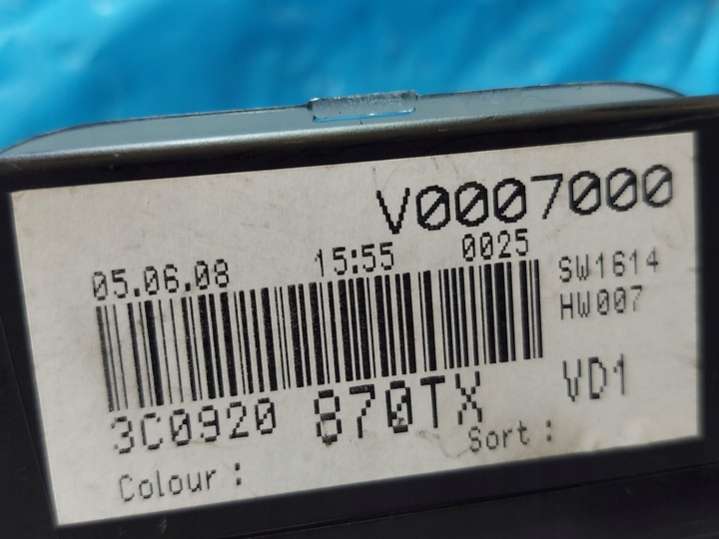 V0007000
05.06.08 15:55 0025
SW1614
HW007
3C0920 870TX VD1
Colour : Sort :